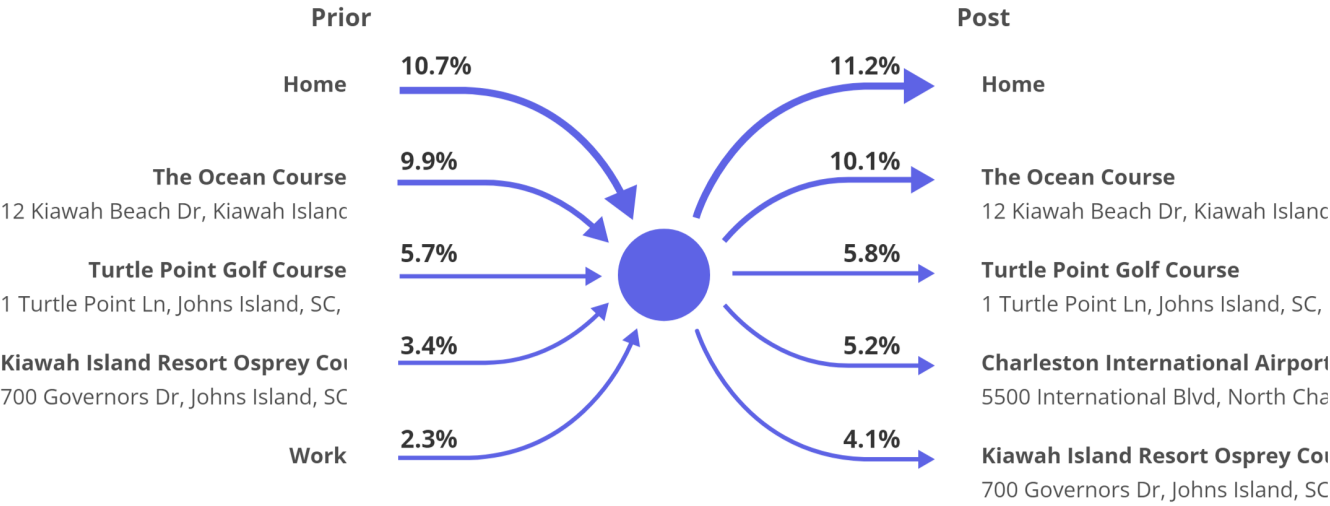 Prior
Post
Home
10.7%
11.2%
Home
The Ocean Course
12 Kiawah Beach Dr, Kiawah Island
9.9%
10.1%
The Ocean Course
12 Kiawah Beach Dr, Kiawah Island
Turtle Point Golf Course
1 Turtle Point Ln, Johns Island, SC,
5.7%
5.8%
Turtle Point Golf Course
1 Turtle Point Ln, Johns Island, SC,
Kiawah Island Resort Osprey
700 Governors Dr, Johns Island, SC
3.4%
5.2%
Charleston International Airport
5500 International Blvd, North Cha
Work
2.3%
4.1%
Kiawah Island Resort Osprey
700 Governors Dr, Johns Island, SC